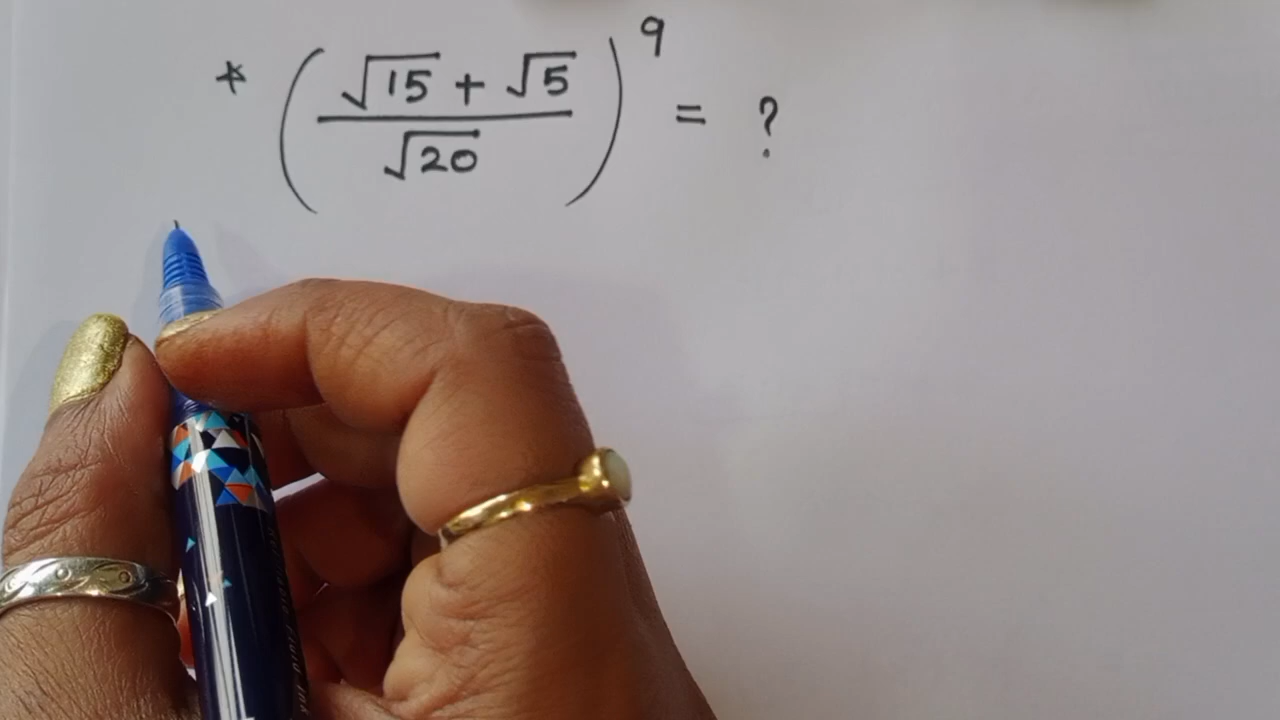 * ( (√15 + √5) / √20 )^9 = ?